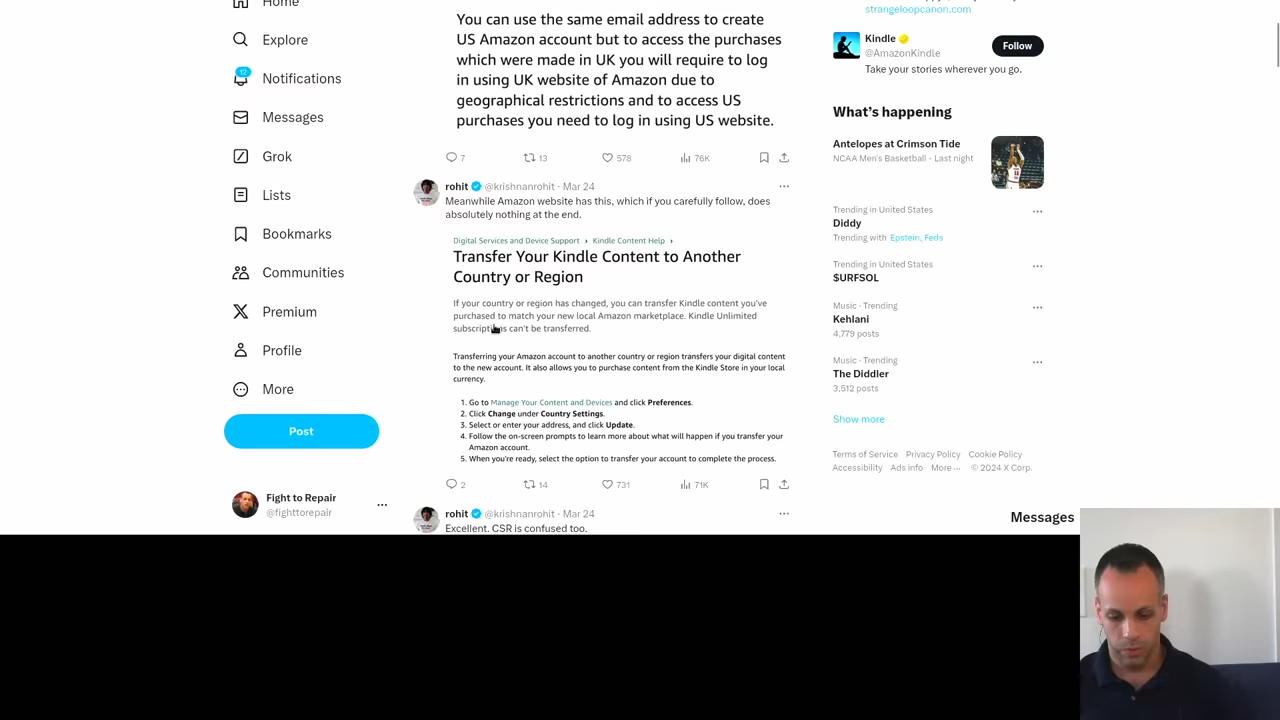 Home
Explore
12
Notifications
Messages
Grok
Lists
Bookmarks
Communities
Premium
Profile
More
Post
Fight to Repair
@fighttorepair
You can use the same email address to create
US Amazon account but to access the purchases
which were made in UK you will require to log
in using UK website of Amazon due to
geographical restrictions and to access US
purchases you need to log in using US website.
7 13 578 76K
rohit @krishnanrohit · Mar 24
Meanwhile Amazon website has this, which if you carefully follow, does
absolutely nothing at the end.
Digital Services and Device Support › Kindle Content Help ›
Transfer Your Kindle Content to Another
Country or Region
If your country or region has changed, you can transfer Kindle content you've
purchased to match your new local Amazon marketplace. Kindle Unlimited
subscriptions can't be transferred.
Transferring your Amazon account to another country or region transfers your digital content
to the new account. It also allows you to purchase content from the Kindle Store in your local
currency.
1. Go to Manage Your Content and Devices and click Preferences.
2. Click Change under Country Settings.
3. Select or enter your address, and click Update.
4. Follow the on-screen prompts to learn more about what will happen if you transfer your
Amazon account.
5. When you're ready, select the option to transfer your account to complete the process.
2 14 731 71K
rohit @krishnanrohit · Mar 24
Excellent. CSR is confused too.
strangeloopcanon.com
Kindle
@AmazonKindle
Follow
Take your stories wherever you go.
What's happening
Antelopes at Crimson Tide
NCAA Men's Basketball · Last night
Trending in United States
Diddy
Trending with Epstein, Feds
Trending in United States
$URFSOL
Music · Trending
Kehlani
4,779 posts
Music · Trending
The Diddler
3,512 posts
Show more
Terms of Service Privacy Policy Cookie Policy
Accessibility Ads info More ··· © 2024 X Corp.
Messages